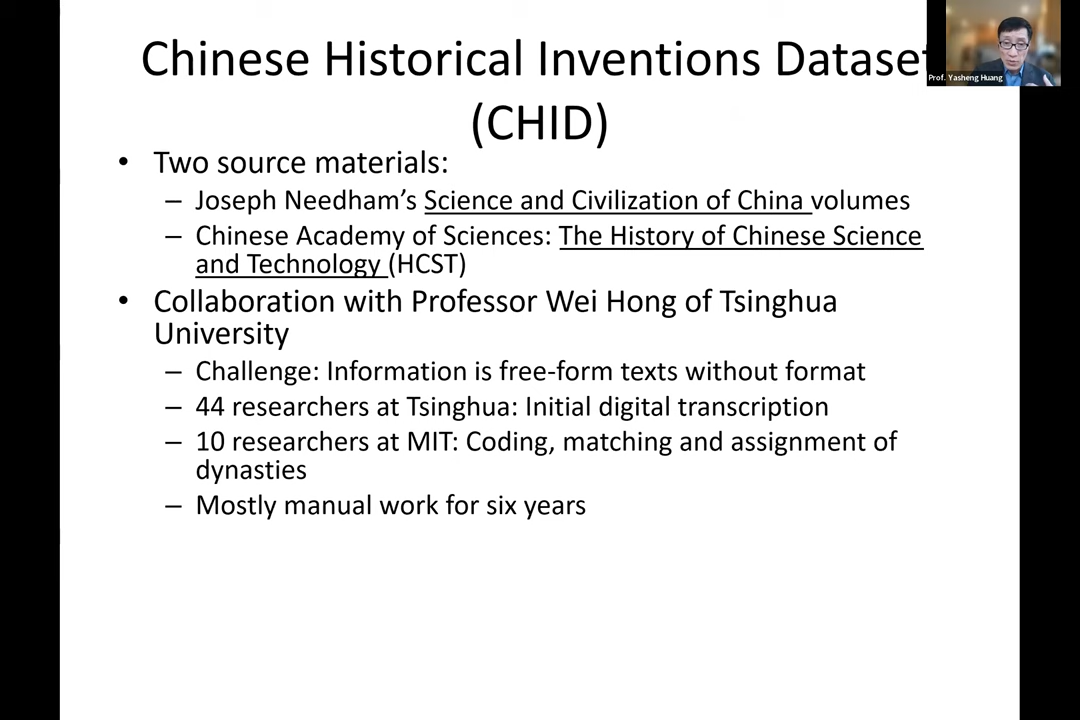 Chinese Historical Inventions Dataset
(CHID)
Prof. Yasheng Huang
• Two source materials:
– Joseph Needham’s Science and Civilization of China volumes
– Chinese Academy of Sciences: The History of Chinese Science
and Technology (HCST)
• Collaboration with Professor Wei Hong of Tsinghua
University
– Challenge: Information is free-form texts without format
– 44 researchers at Tsinghua: Initial digital transcription
– 10 researchers at MIT: Coding, matching and assignment of
dynasties
– Mostly manual work for six years